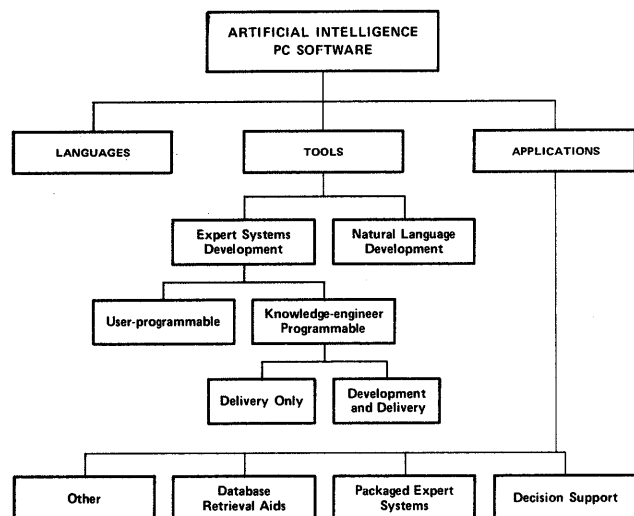 ARTIFICIAL INTELLIGENCE
PC SOFTWARE
LANGUAGES
TOOLS
APPLICATIONS
Expert Systems
Development
Natural Language
Development
User-programmable
Knowledge-engineer
Programmable
Delivery Only
Development
and Delivery
Other
Database
Retrieval Aids
Packaged Expert
Systems
Decision Support